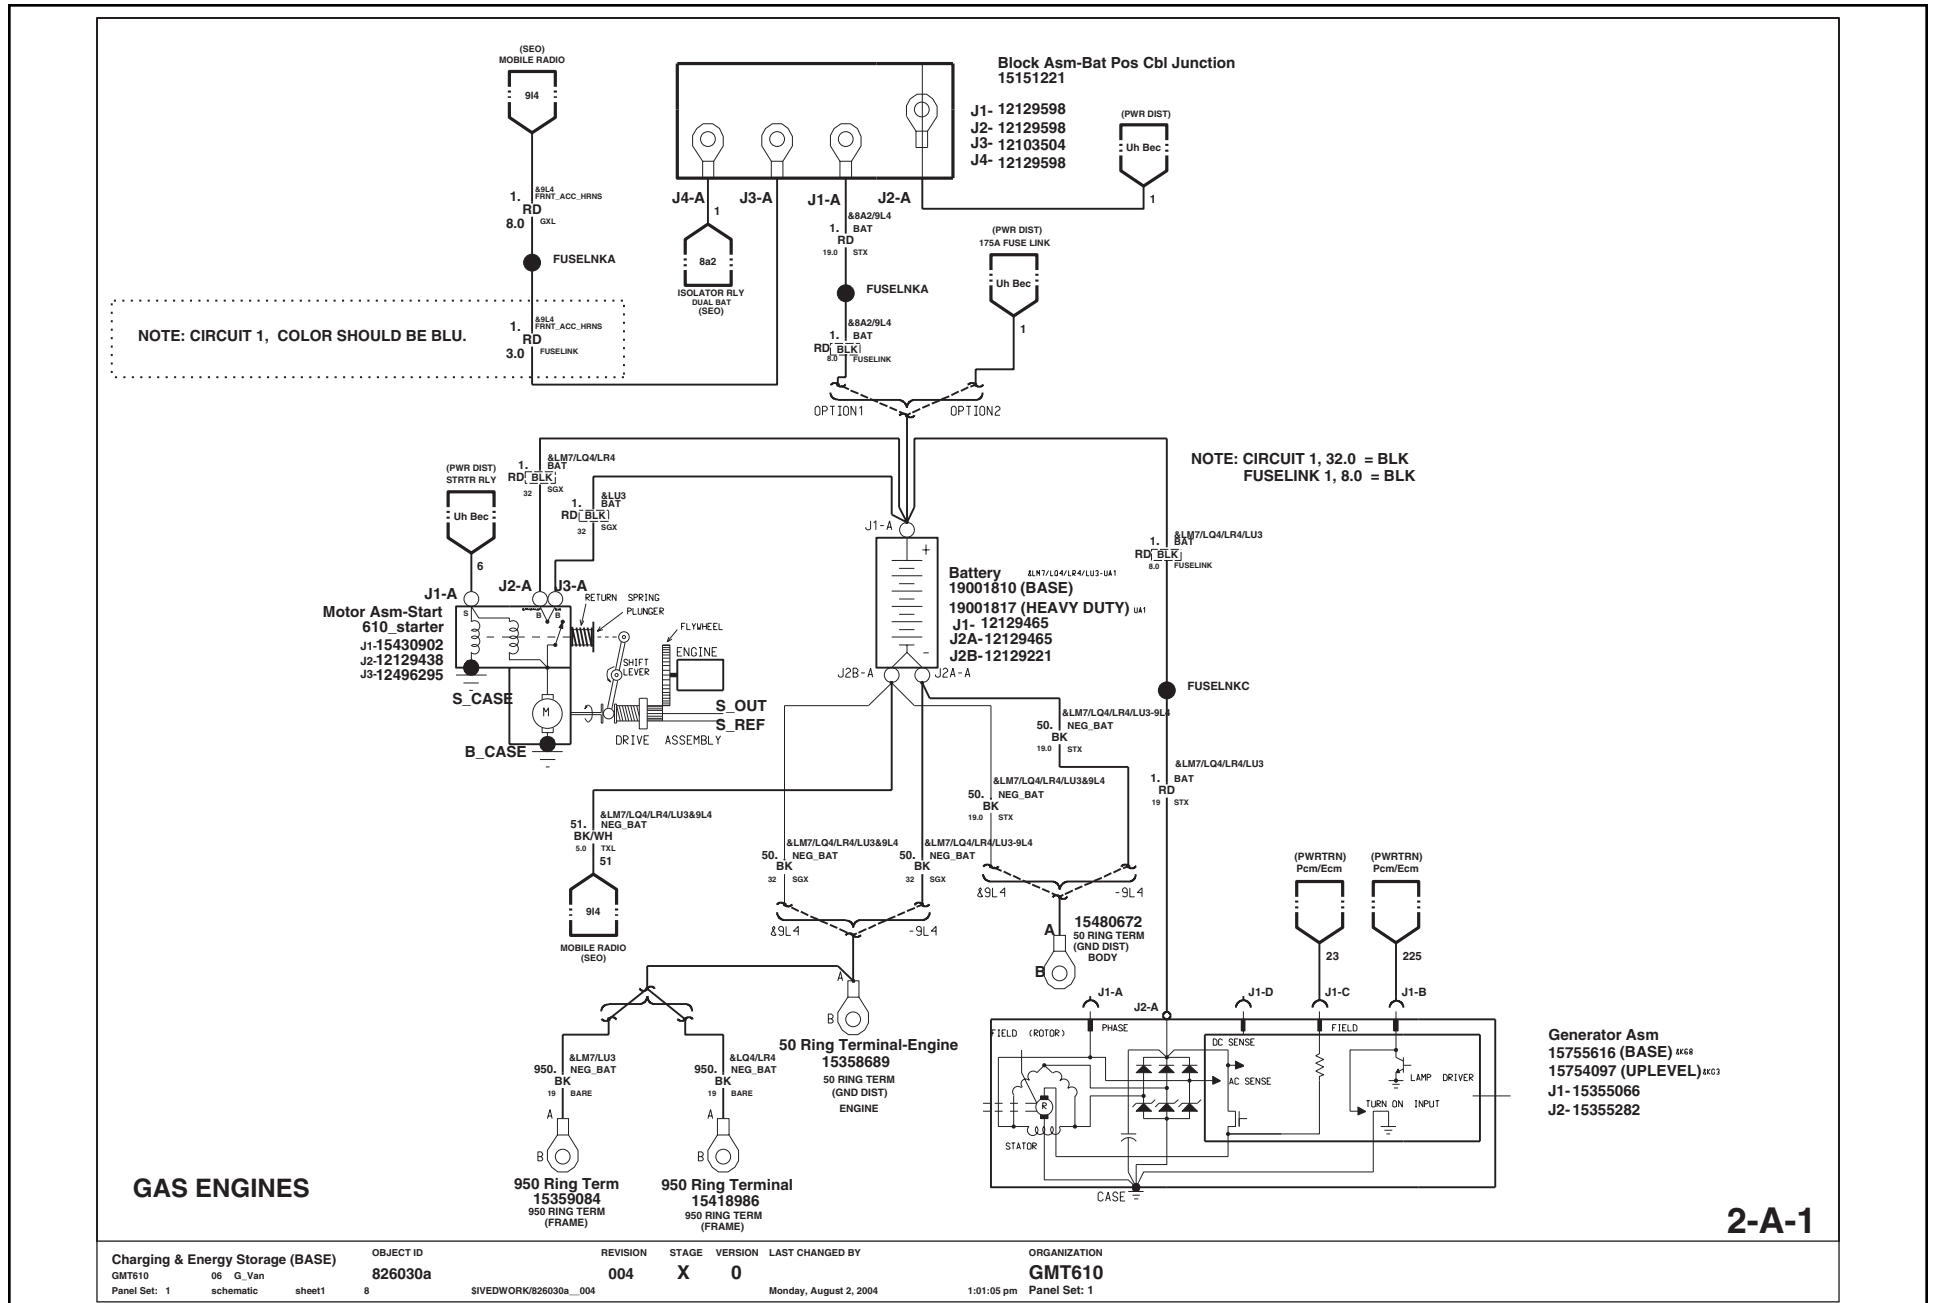 (SEO)
MOBILE RADIO
9l4
1.
&9L4
FRNT_ACC_HRNS
RD
8.0 GXL
FUSELNKA
NOTE: CIRCUIT 1, COLOR SHOULD BE BLU.
1.
&9L4
FRNT_ACC_HRNS
RD
3.0 FUSELINK
Block Asm-Bat Pos Cbl Junction
15151221
J1- 12129598
J2- 12129598
J3- 12103504
J4- 12129598
(PWR DIST)
Uh Bec
1
J4-A J3-A J1-A J2-A
1
8a2
ISOLATOR RLY
DUAL BAT
(SEO)
&8A2/9L4
1. BAT
RD
19.0 STX
FUSELNKA
&8A2/9L4
1. BAT
RD BLK
8.0 FUSELINK
(PWR DIST)
175A FUSE LINK
Uh Bec
1
OPTION1 OPTION2
&LM7/LQ4/LR4
1. BAT
RD BLK
32 SGX
&LU3
1. BAT
RD BLK
32 SGX
(PWR DIST)
STRTR RLY
Uh Bec
6
NOTE: CIRCUIT 1, 32.0 = BLK
FUSELINK 1, 8.0 = BLK
J1-A
J1-A J2-A J3-A
Motor Asm-Start
610_starter
J1-15430902
J2-12129438
J3-12496295
S
B B
RETURN SPRING
PLUNGER
FLYWHEEL
ENGINE
SHIFT
LEVER
S_CASE
M
S_OUT
S_REF
B_CASE
DRIVE ASSEMBLY
+
-
Battery &LM7/LQ4/LR4/LU3-UA1
19001810 (BASE)
19001817 (HEAVY DUTY) UA1
J1- 12129465
J2A-12129465
J2B-12129221
J2B-A J2A-A
&LM7/LQ4/LR4/LU3
1. BAT
RD BLK
8.0 FUSELINK
FUSELNKC
&LM7/LQ4/LR4/LU3
1. BAT
RD
19 STX
&LM7/LQ4/LR4/LU3-9L4
50. NEG_BAT
BK
19.0 STX
&LM7/LQ4/LR4/LU3&9L4
50. NEG_BAT
BK
19.0 STX
&LM7/LQ4/LR4/LU3&9L4
51. NEG_BAT
BK/WH
5.0 TXL
51
9l4
MOBILE RADIO
(SEO)
&LM7/LQ4/LR4/LU3&9L4
50. NEG_BAT
BK
32 SGX
&LM7/LQ4/LR4/LU3-9L4
50. NEG_BAT
BK
32 SGX
&9L4 -9L4
&9L4 -9L4
A
15480672
50 RING TERM
(GND DIST)
BODY
B
A
B
50 Ring Terminal-Engine
15358689
50 RING TERM
(GND DIST)
ENGINE
&LM7/LU3
950. NEG_BAT
BK
19 BARE
A
B
950 Ring Term
15359084
950 RING TERM
(FRAME)
&LQ4/LR4
950. NEG_BAT
BK
19 BARE
A
B
950 Ring Terminal
15418986
950 RING TERM
(FRAME)
(PWRTRN)
Pcm/Ecm
23
(PWRTRN)
Pcm/Ecm
225
J1-A J2-A J1-D J1-C J1-B
FIELD (ROTOR) PHASE FIELD
DC SENSE
AC SENSE
LAMP DRIVER
TURN ON INPUT
R
STATOR
CASE
Generator Asm
15755616 (BASE) &KG8
15754097 (UPLEVEL) &KG3
J1-15355066
J2-15355282
GAS ENGINES
2-A-1
Charging & Energy Storage (BASE)
GMT610 06 G_Van
Panel Set: 1 schematic sheet1 8
OBJECT ID
826030a
$IVEDWORK/826030a__004
REVISION
004
STAGE
X
VERSION
0
LAST CHANGED BY
Monday, August 2, 2004 1:01:05 pm
ORGANIZATION
GMT610
Panel Set: 1